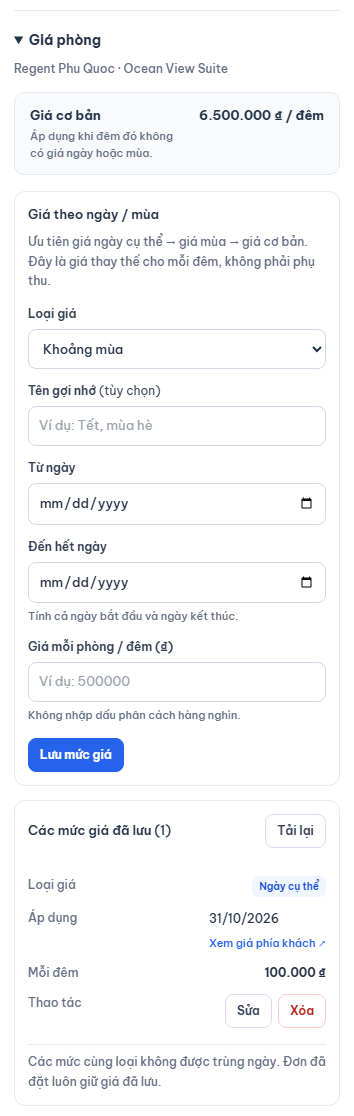 ▼ Giá phòng
Regent Phu Quoc · Ocean View Suite
Giá cơ bản
6.500.000 ₫ / đêm
Áp dụng khi đêm đó không
có giá ngày hoặc mùa.
Giá theo ngày / mùa
Ưu tiên giá ngày cụ thể → giá mùa → giá cơ bản.
Đây là giá thay thế cho mỗi đêm, không phải phụ
thu.
Loại giá
Khoảng mùa
Tên gợi nhớ (tùy chọn)
Ví dụ: Tết, mùa hè
Từ ngày
mm/dd/yyyy
Đến hết ngày
mm/dd/yyyy
Tính cả ngày bắt đầu và ngày kết thúc.
Giá mỗi phòng / đêm (₫)
Ví dụ: 500000
Không nhập dấu phân cách hàng nghìn.
Lưu mức giá
Các mức giá đã lưu (1)
Tải lại
Loại giá
Ngày cụ thể
Áp dụng
31/10/2026
Xem giá phía khách ↗
Mỗi đêm
100.000 ₫
Thao tác
Sửa
Xóa
Các mức cùng loại không được trùng ngày. Đơn đã
đặt luôn giữ giá đã lưu.